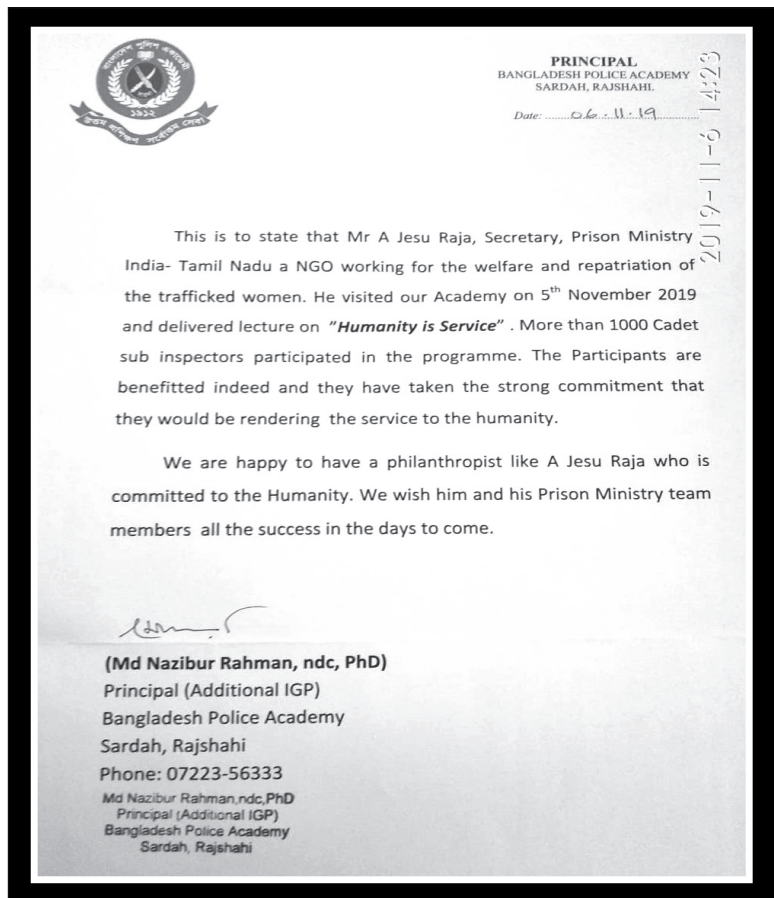 বাংলাদেশ পুলিশ একাডেমী
১৯১২
সর্বোত্তম সেবা
PRINCIPAL
BANGLADESH POLICE ACADEMY
SARDAH, RAJSHAHI.
Date: 06.11.19
2019-11-6 14:23
This is to state that Mr A Jesu Raja, Secretary, Prison Ministry
India- Tamil Nadu a NGO working for the welfare and repatriation of
the trafficked women. He visited our Academy on 5th November 2019
and delivered lecture on "Humanity is Service" . More than 1000 Cadet
sub inspectors participated in the programme. The Participants are
benefitted indeed and they have taken the strong commitment that
they would be rendering the service to the humanity.
We are happy to have a philanthropist like A Jesu Raja who is
committed to the Humanity. We wish him and his Prison Ministry team
members all the success in the days to come.
(Md Nazibur Rahman, ndc, PhD)
Principal (Additional IGP)
Bangladesh Police Academy
Sardah, Rajshahi
Phone: 07223-56333
Md Nazibur Rahman,ndc,PhD
Principal (Additional IGP)
Bangladesh Police Academy
Sardah, Rajshahi